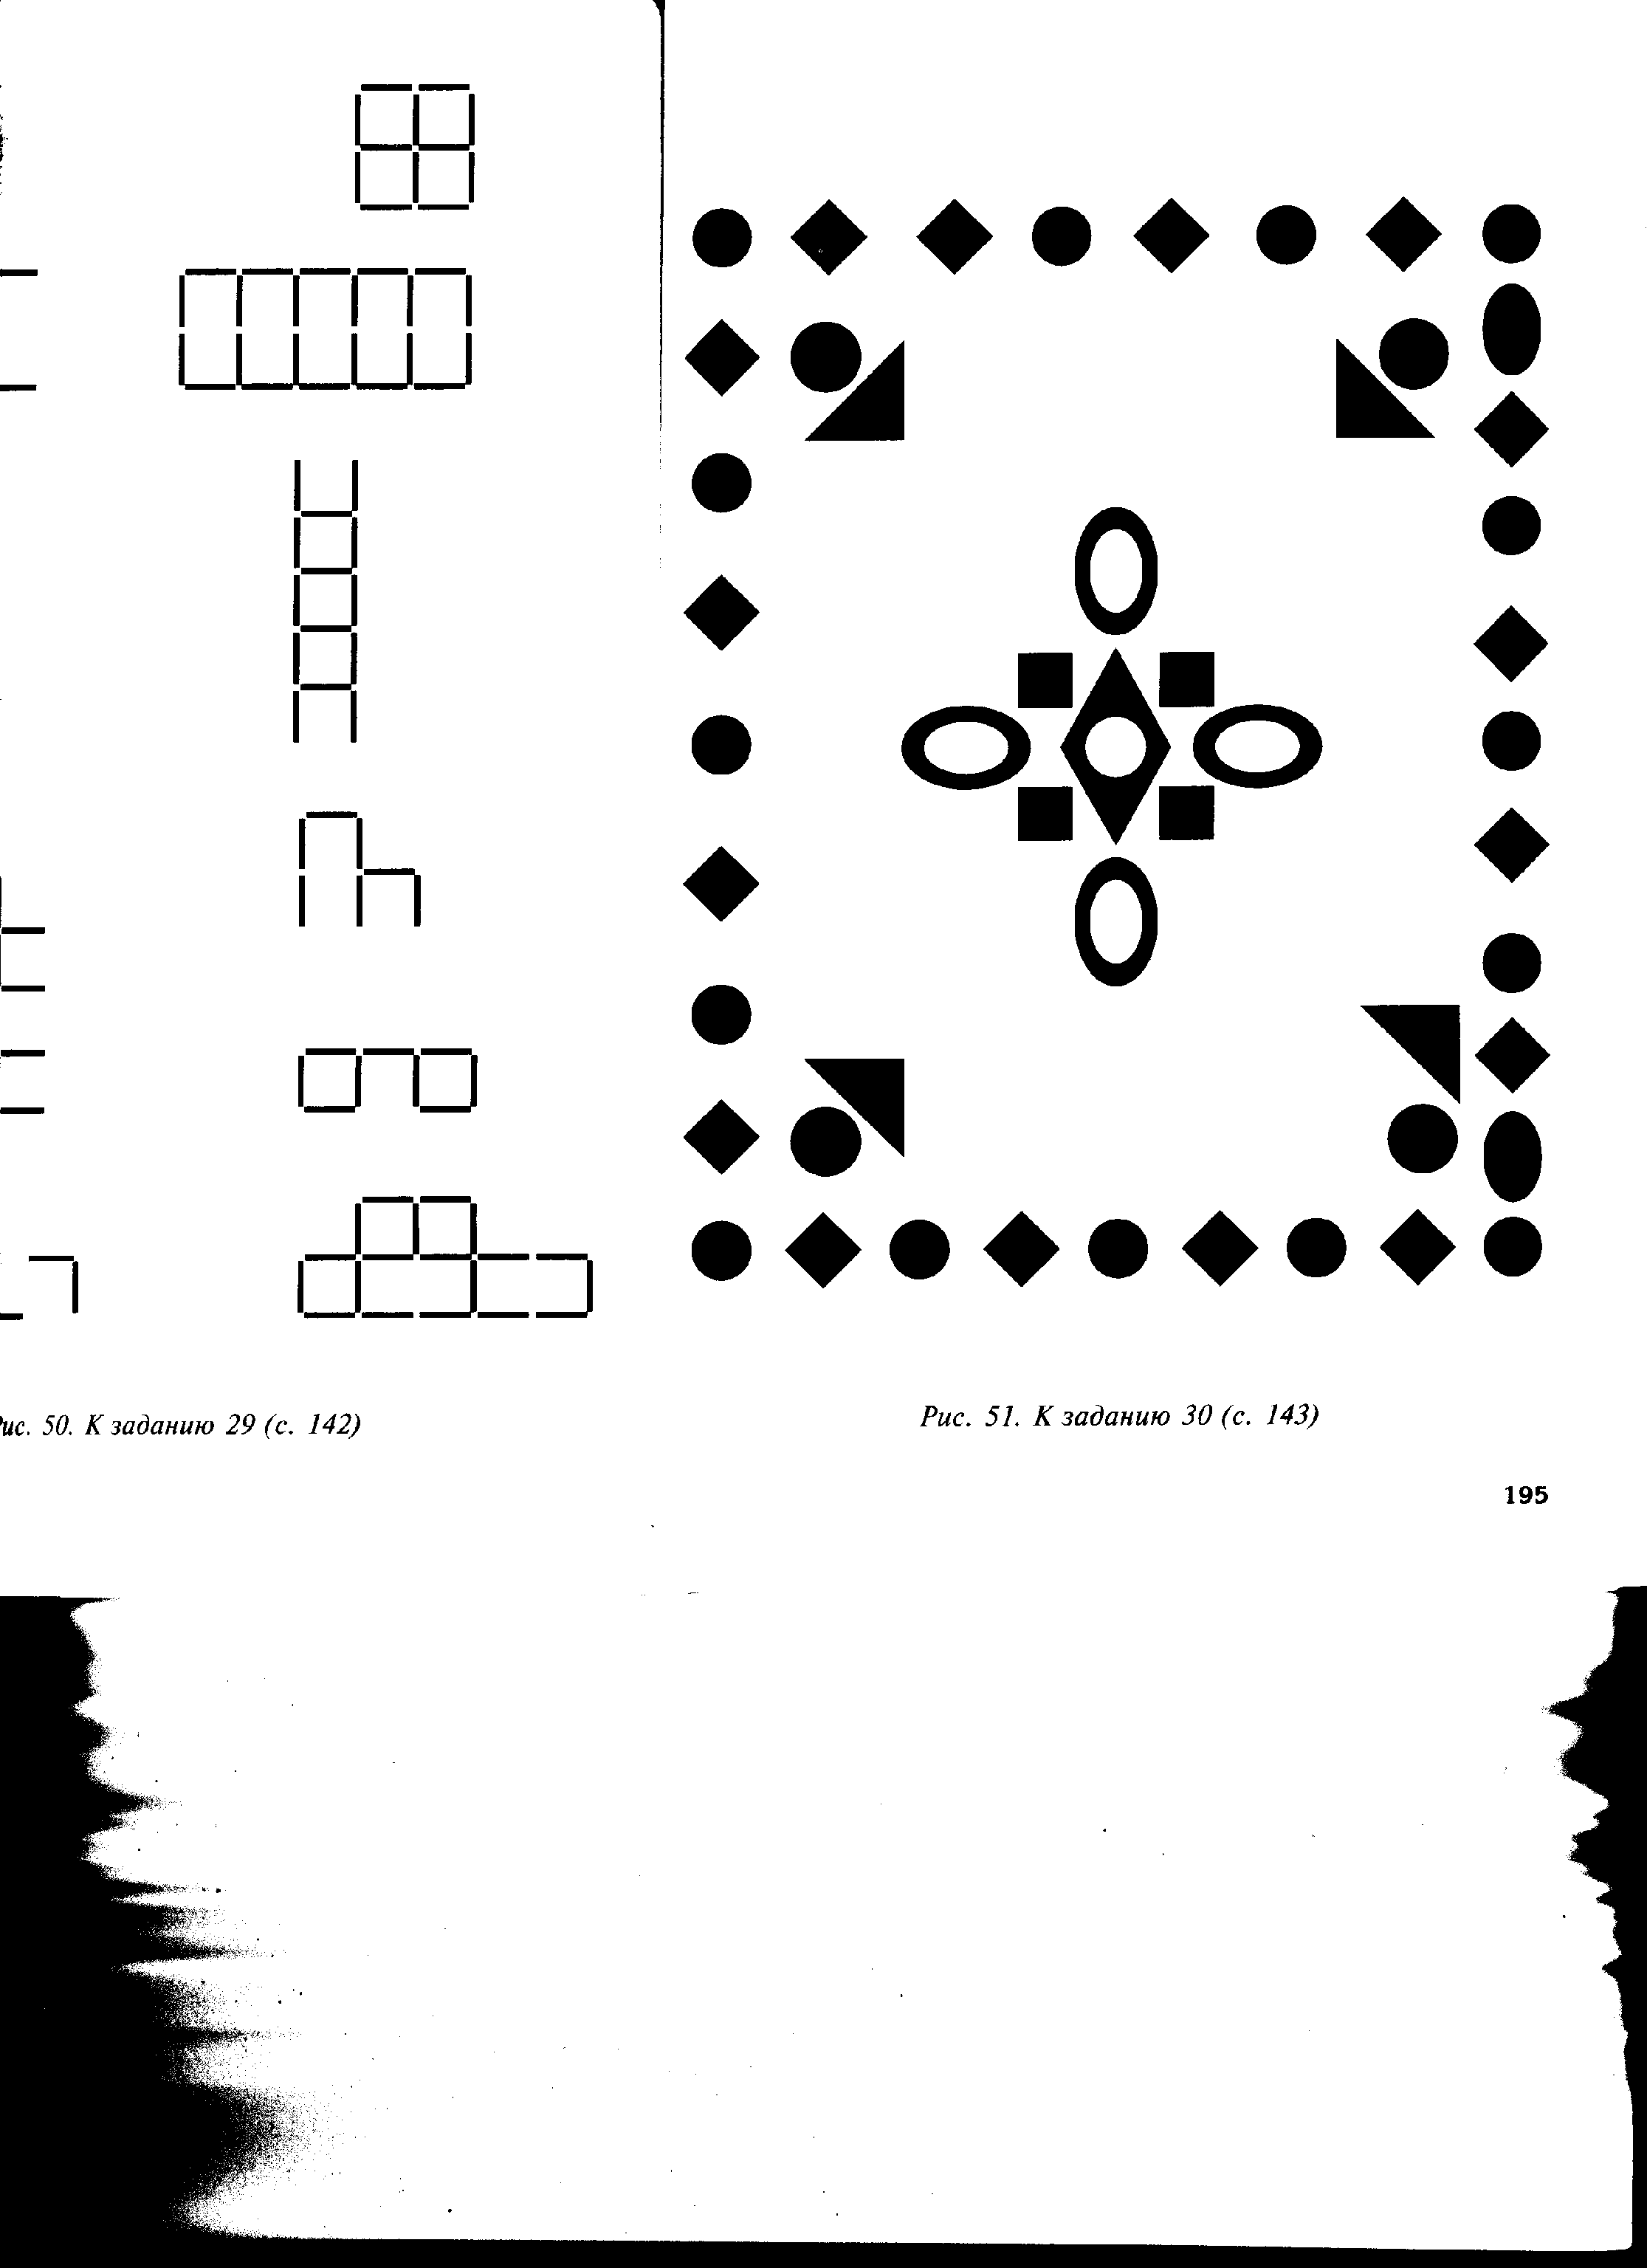 ис. 50. К заданию 29 (с. 142)
Рис. 51. К заданию 30 (с. 143)
195